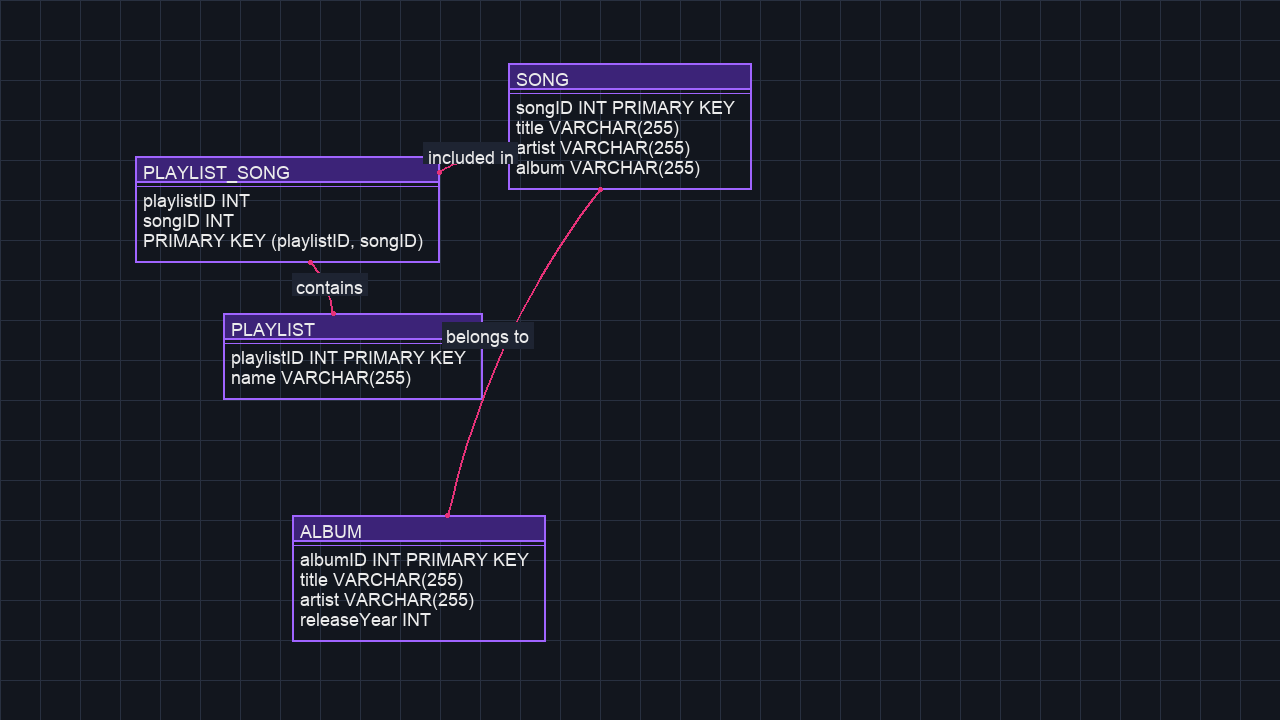 SONG
songID INT PRIMARY KEY
title VARCHAR(255)
artist VARCHAR(255)
album VARCHAR(255)
included in
PLAYLIST_SONG
playlistID INT
songID INT
PRIMARY KEY (playlistID, songID)
contains
PLAYLIST
playlistID INT PRIMARY KEY
name VARCHAR(255)
belongs to
ALBUM
albumID INT PRIMARY KEY
title VARCHAR(255)
artist VARCHAR(255)
releaseYear INT